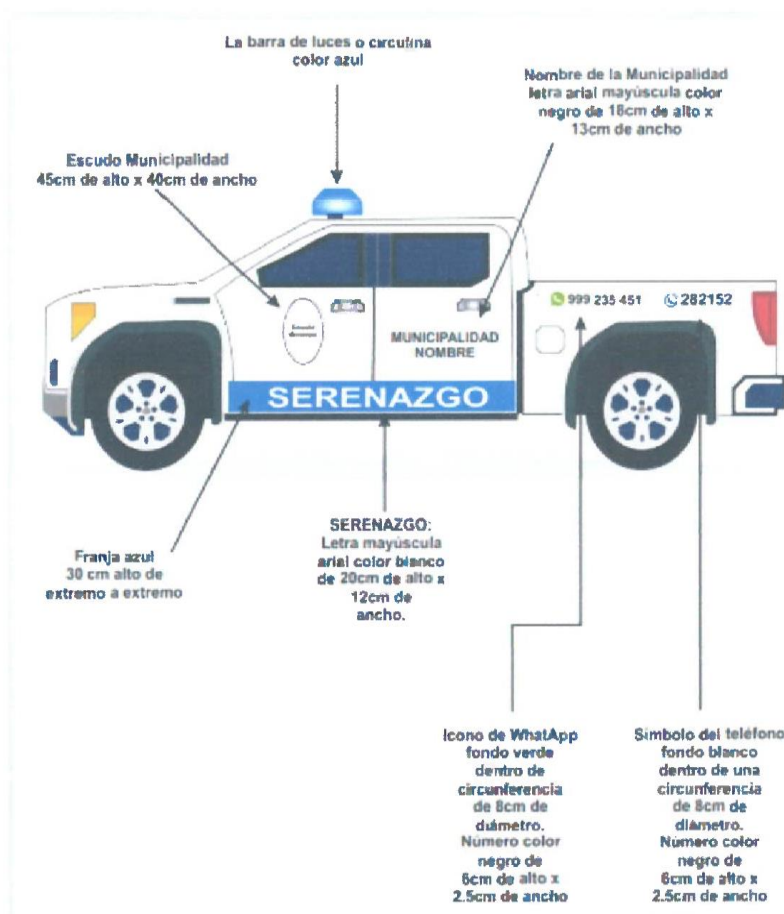 La barra de luces o circulina
color azul
Nombre de la Municipalidad
letra arial mayúscula color
negro de 18cm de alto x
13cm de ancho
Escudo Municipalidad
45cm de alto x 40cm de ancho
999 235 451
282152
MUNICIPALIDAD
NOMBRE
SERENAZGO
Franja azul
30 cm alto de
extremo a extremo
SERENAZGO:
Letra mayúscula
arial color blanco
de 20cm de alto x
12cm de
ancho.
Icono de WhatApp
fondo verde
dentro de
circunferencia
de 8cm de
diámetro.
Número color
negro de
6cm de alto x
2.5cm de ancho
Símbolo del teléfono
fondo blanco
dentro de una
circunferencia
de 8cm de
diámetro.
Número color
negro de
6cm de alto x
2.5cm de ancho